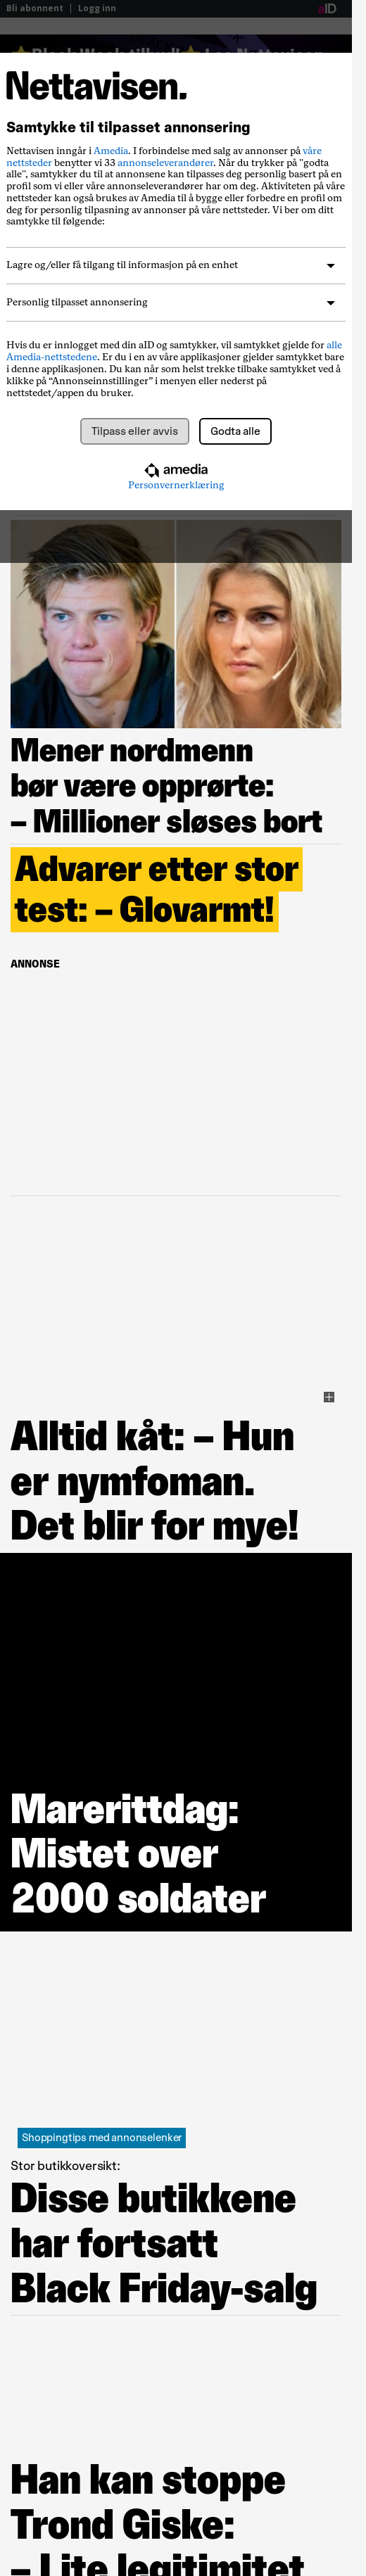 Bli abonnent | Logg inn aID
Nettavisen.
Samtykke til tilpasset annonsering
Nettavisen inngår i Amedia. I forbindelse med salg av annonser på våre
nettsteder benytter vi 33 annonseleverandører. Når du trykker på "godta
alle", samtykker du til at annonsene kan tilpasses deg personlig basert på en
profil som vi eller våre annonseleverandører har om deg. Aktiviteten på våre
nettsteder kan også brukes av Amedia til å bygge eller forbedre en profil om
deg for personlig tilpasning av annonser på våre nettsteder. Vi ber om ditt
samtykke til følgende:
Lagre og/eller få tilgang til informasjon på en enhet
Personlig tilpasset annonsering
Hvis du er innlogget med din aID og samtykker, vil samtykket gjelde for alle
Amedia-nettstedene. Er du i en av våre applikasjoner gjelder samtykket bare
i denne applikasjonen. Du kan når som helst trekke tilbake samtykket ved å
klikke på “Annonseinnstillinger” i menyen eller nederst på
nettstedet/appen du bruker.
Tilpass eller avvis Godta alle
amedia
Personvernerklæring
Mener nordmenn
bør være opprørte:
– Millioner sløses bort
Advarer etter stor
test: – Glovarmt!
ANNONSE
Alltid kåt: – Hun
er nymfoman.
Det blir for mye!
Marerittdag:
Mistet over
2000 soldater
Shoppingtips med annonselenker
Stor butikkoversikt:
Disse butikkene
har fortsatt
Black Friday-salg
Han kan stoppe
Trond Giske:
– Lite legitimitet